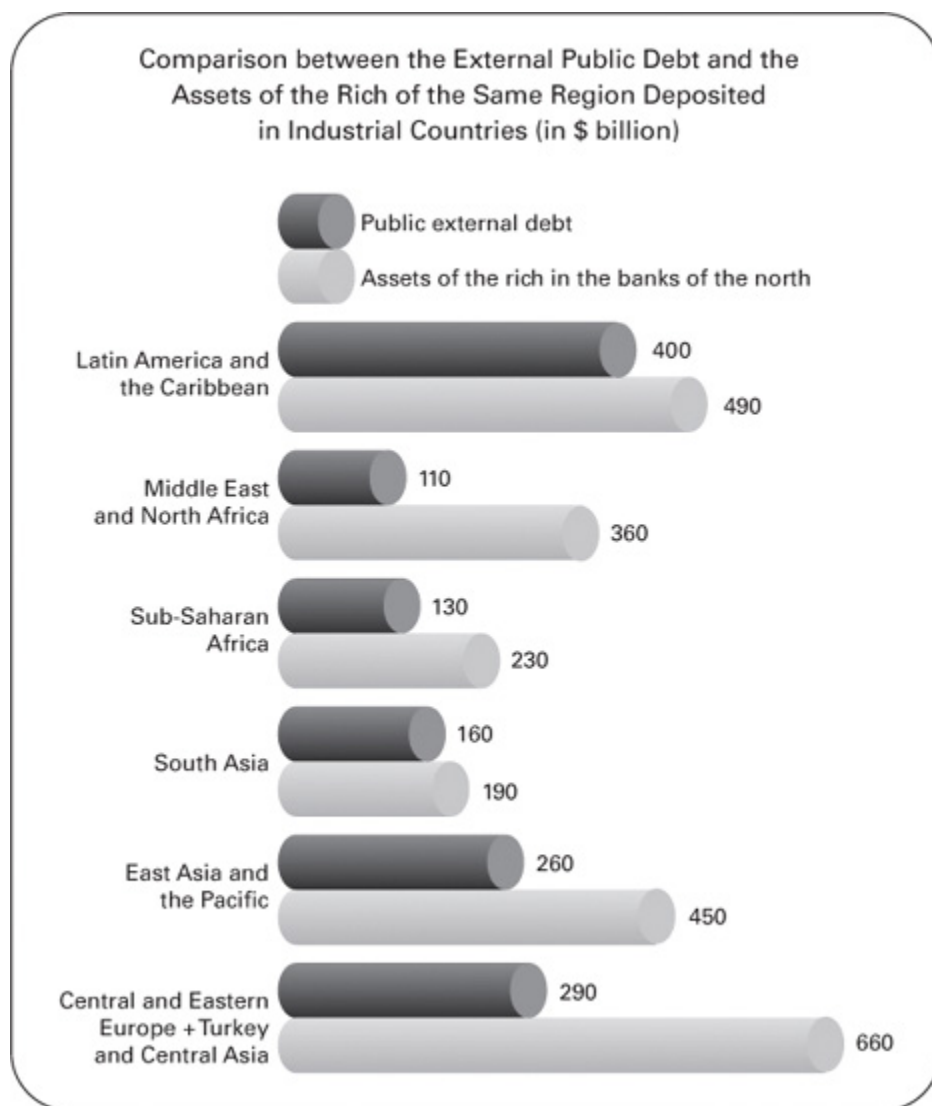 Comparison between the External Public Debt and the
Assets of the Rich of the Same Region Deposited
in Industrial Countries (in $ billion)
Public external debt
Assets of the rich in the banks of the north
Latin America and
the Caribbean
400
490
Middle East
and North Africa
110
360
Sub-Saharan
Africa
130
230
South Asia
160
190
East Asia and
the Pacific
260
450
Central and Eastern
Europe + Turkey
and Central Asia
290
660